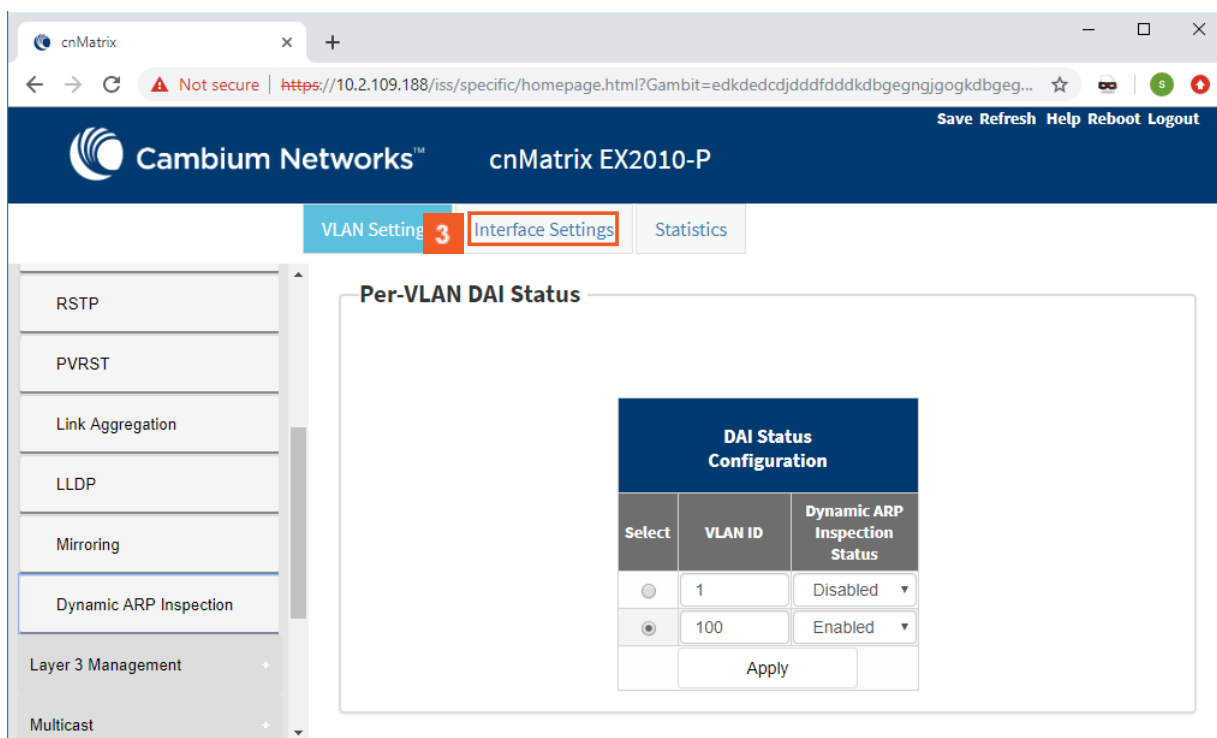 cnMatrix
Not secure | https://10.2.109.188/iss/specific/homepage.html?Gambit=edkdedcdjdddfdddkdbgegngjgogkdbgeg...
S
Save Refresh Help Reboot Logout
Cambium Networks™ cnMatrix EX2010-P
VLAN Setting 3 Interface Settings Statistics
RSTP
PVRST
Link Aggregation
LLDP
Mirroring
Dynamic ARP Inspection
Layer 3 Management +
Multicast +
Per-VLAN DAI Status
DAI Status
Configuration
Select VLAN ID Dynamic ARP
Inspection
Status
1 Disabled
100 Enabled
Apply